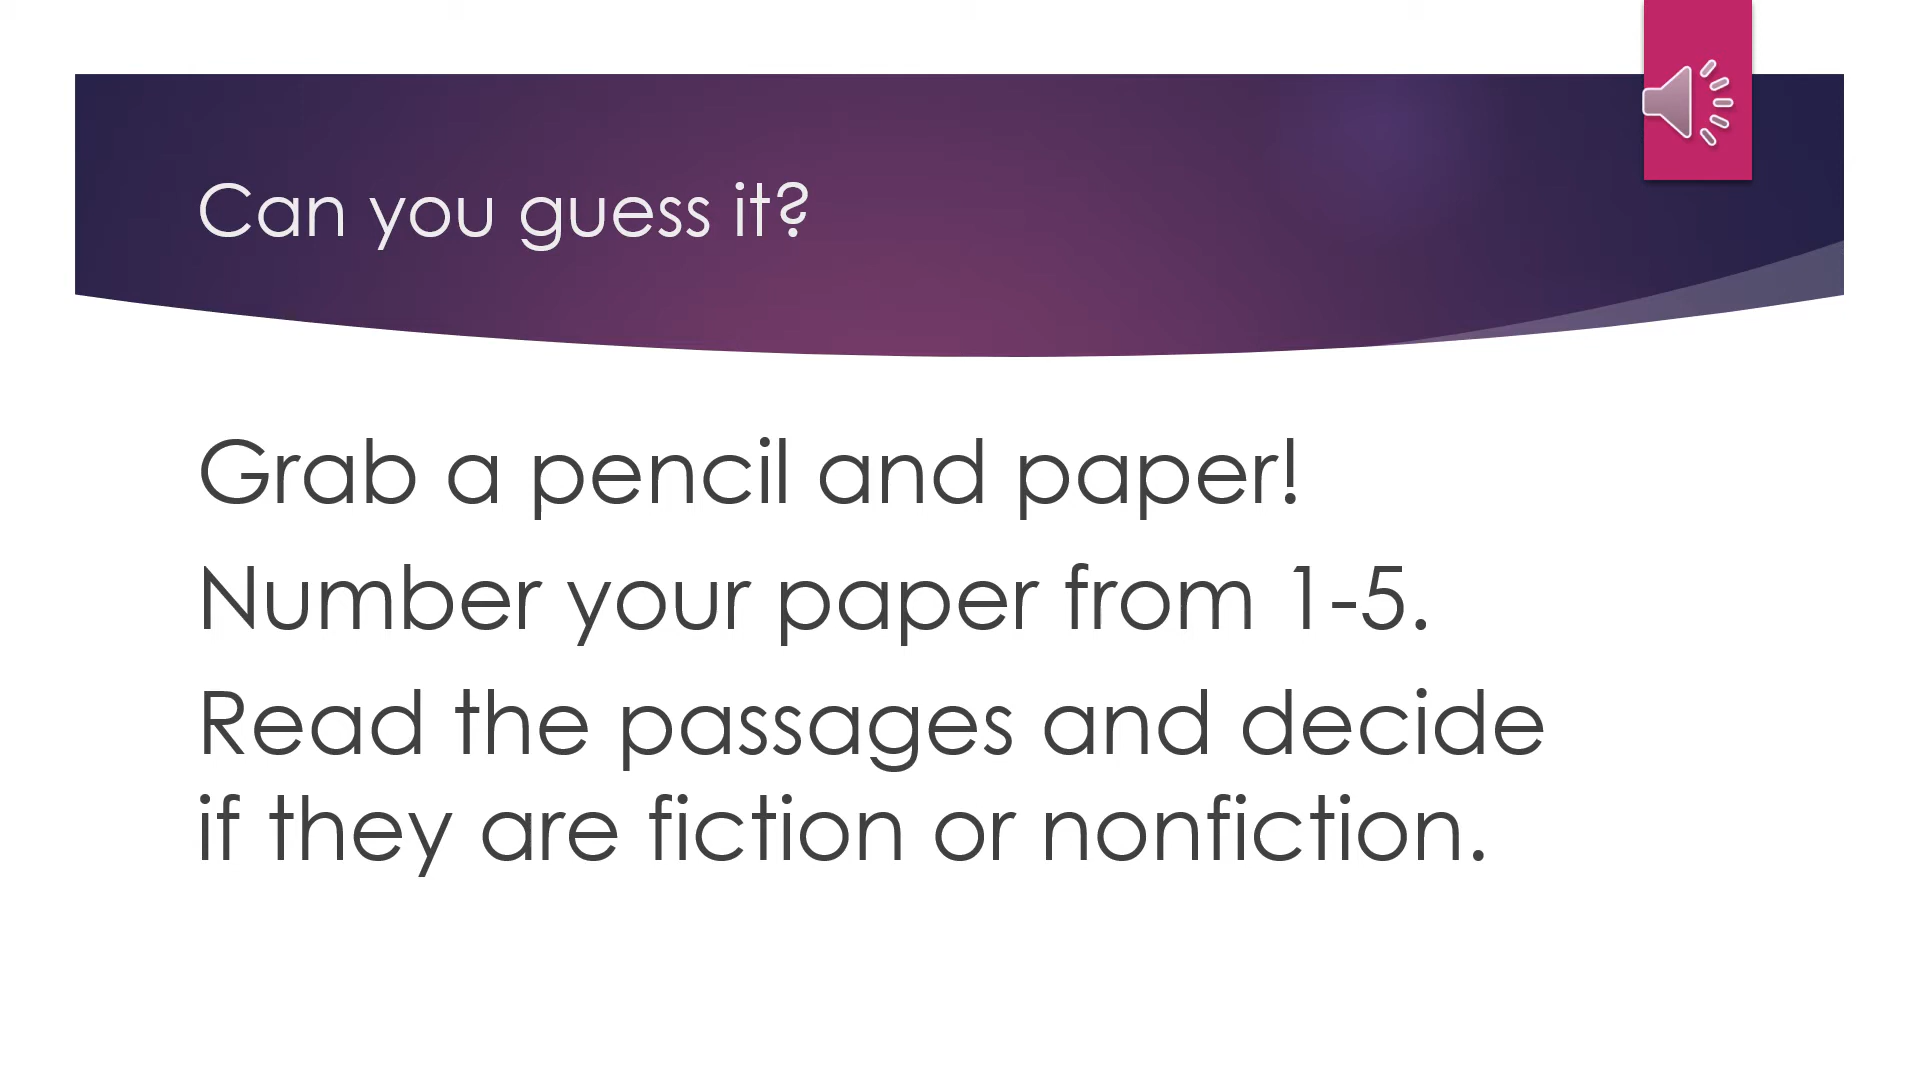 Can you guess it?
Grab a pencil and paper!
Number your paper from 1-5.
Read the passages and decide
if they are fiction or nonfiction.